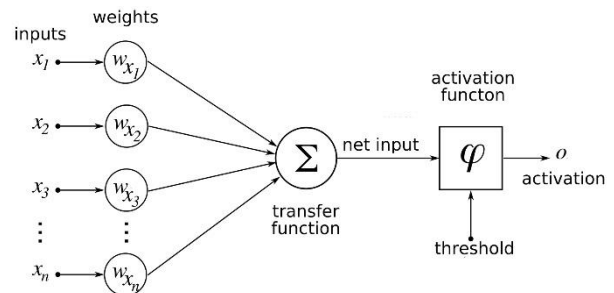 inputs
weights
x1
wx1
x2
wx2
x3
wx3
⋮
⋮
xn
wxn
Σ
transfer
function
net input
activation
functon
φ
o
activation
threshold